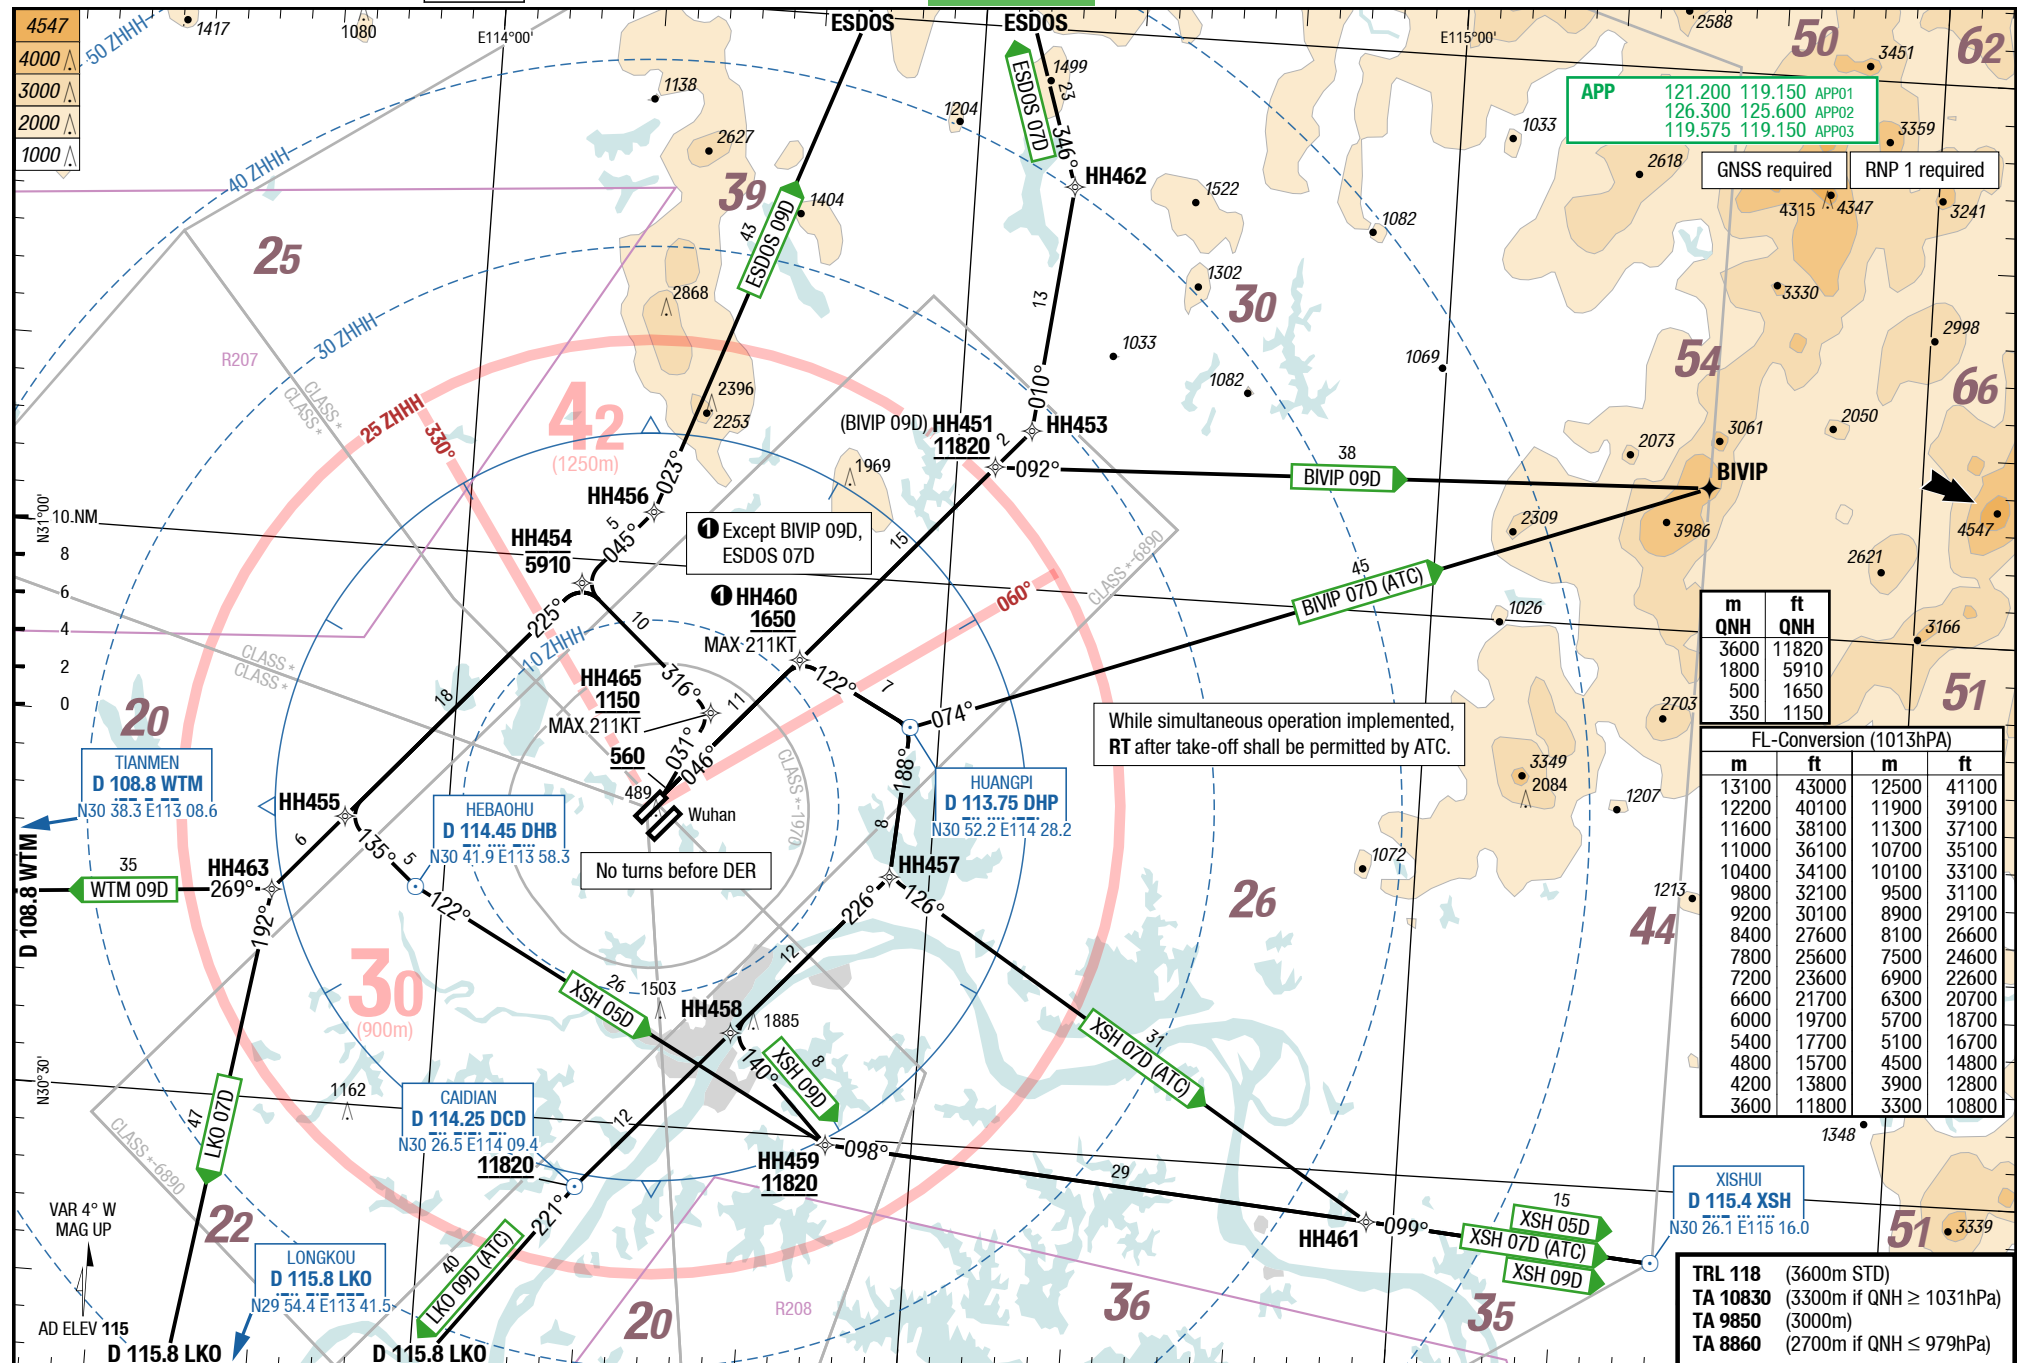 4547
4000
3000
2000
1000
50 ZHHH
1417
1080
E114°00'
ESDOS
ESDOS
E115°00'
2588
50
62
3451
1138
1499
23
ESDOS 07D
346°
1204
APP 121.200 119.150 APP01
126.300 125.600 APP02
119.575 119.150 APP03
1033
3359
2627
2618
GNSS required
RNP 1 required
40 ZHHH
39
1404
HH462
1522
4315
4347
3241
1082
43
ESDOS 09D
25
1302
30
3330
13
2868
30 ZHHH
2998
R207
1033
1069
54
CLASS *
CLASS *
1082
66
010°
2396
2253
42
(1250m)
25 ZHHH
330°
(BIVIP 09D) HH451
11820
2
HH453
2050
3061
2073
1969
023°
092°
38
BIVIP 09D
BIVIP
HH456
5
045°
N31°00'
10 NM
8
6
4
2
0
HH454
5910
❶ Except BIVIP 09D,
ESDOS 07D
15
2309
3986
4547
CLASS *-6890
2621
45
BIVIP 07D (ATC)
060°
❶ HH460
1650
MAX 211KT
225°
10
10 ZHHH
1026
3166
m ft
QNH QNH
3600 11820
1800 5910
500 1650
350 1150
CLASS *
CLASS *
316°
122°
7
HH465
1150
MAX 211KT
11
18
20
51
2703
074°
While simultaneous operation implemented,
RT after take-off shall be permitted by ATC.
031°
046°
560
489
188°
CLASS *-1970
TIANMEN
D 108.8 WTM
N30 38.3 E113 08.6
3349
2084
1207
HH455
HEBAOHU
D 114.45 DHB
N30 41.9 E113 58.3
Wuhan
HUANGPI
D 113.75 DHP
N30 52.2 E114 28.2
8
135°
5
6
D 108.8 WTM
35
WTM 09D
269°
HH463
No turns before DER
HH457
1072
FL-Conversion (1013hPA)
m ft m ft
13100 43000 12500 41100
12200 40100 11900 39100
11600 38100 11300 37100
11000 36100 10700 35100
10400 34100 10100 33100
9800 32100 9500 31100
9200 30100 8900 29100
8400 27600 8100 26600
7800 25600 7500 24600
7200 23600 6900 22600
6600 21700 6300 20700
6000 19700 5700 18700
5400 17700 5100 16700
4800 15700 4500 14800
4200 13800 3900 12800
3600 11800 3300 10800
122°
192°
226°
126°
26
1213
44
12
30
(900m)
26
XSH 05D
1503
HH458
1885
140°
8
XSH 09D
31
XSH 07D (ATC)
N30°30'
1162
47
LKO 07D
CAIDIAN
D 114.25 DCD
N30 26.5 E114 09.4
11820
12
CLASS *-6890
HH459
11820
098°
29
1348
XISHUI
D 115.4 XSH
N30 26.1 E115 16.0
15
XSH 05D
XSH 07D (ATC)
XSH 09D
099°
HH461
51
3339
VAR 4° W
MAG UP
22
221°
40
LKO 09D (ATC)
LONGKOU
D 115.8 LKO
N29 54.4 E113 41.5
R208
20
36
35
TRL 118 (3600m STD)
TA 10830 (3300m if QNH ≥ 1031hPa)
TA 9850 (3000m)
TA 8860 (2700m if QNH ≤ 979hPa)
AD ELEV 115
D 115.8 LKO
D 115.8 LKO